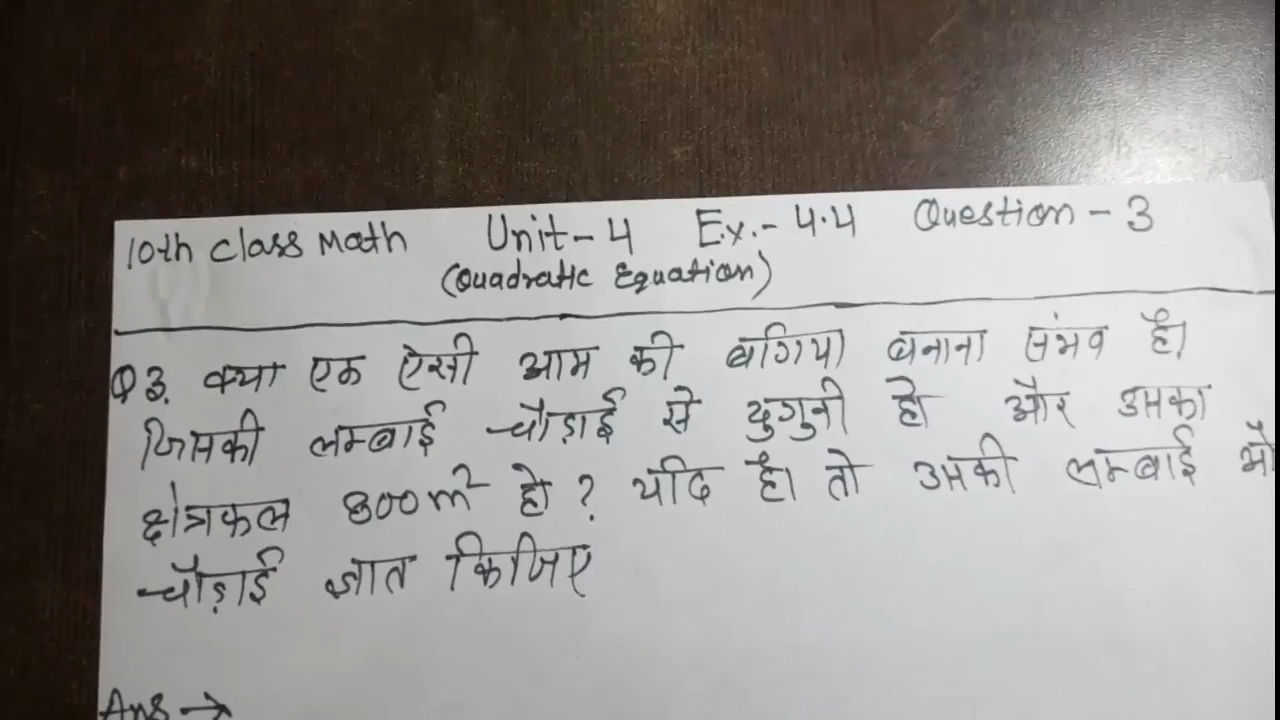 10th Class Math Unit-4 Ex.-4.4 Question-3
(Quadratic Equation)
Q3. क्या एक ऐसी आम की बगिया बनाना संभव है।
जिसकी लम्बाई चौड़ाई से दुगुनी हो और उसका
क्षेत्रफल 800m² हो? यदि है। तो उसकी लम्बाई
चौड़ाई ज्ञात किजिए
Ans→